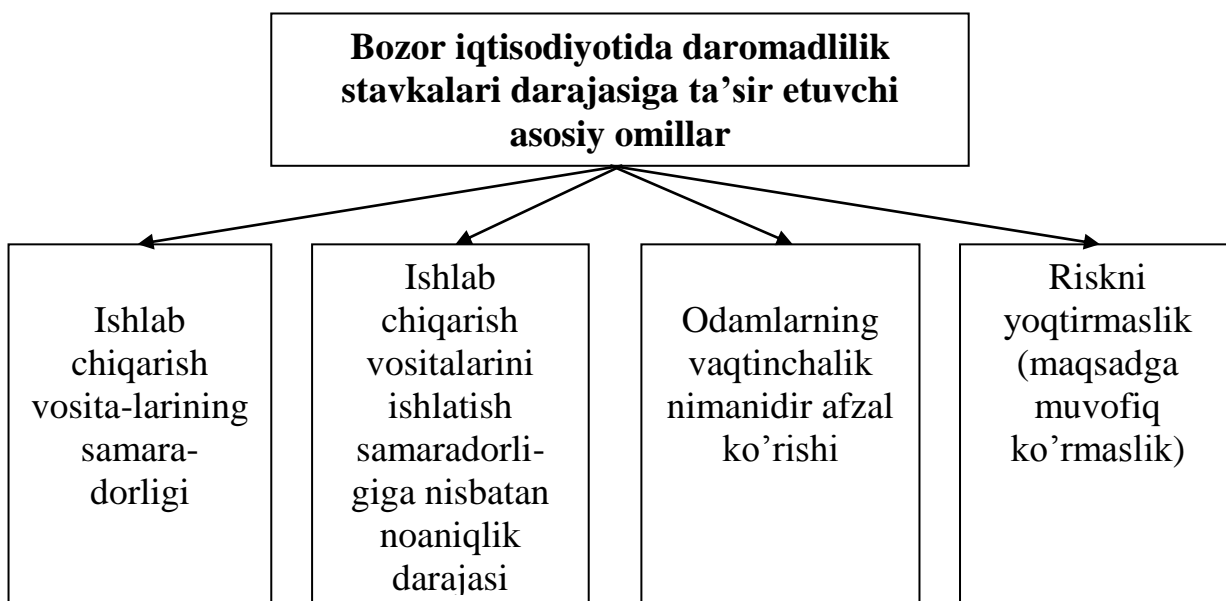 Bozor iqtisodiyotida daromadlilik
stavkalari darajasiga ta’sir etuvchi
asosiy omillar
Ishlab
chiqarish
vosita-larining
samara-
dorligi
Ishlab
chiqarish
vositalarini
ishlatish
samaradorli-
giga nisbatan
noaniqlik
darajasi
Odamlarning
vaqtinchalik
nimanidir afzal
ko’rishi
Riskni
yoqtirmaslik
(maqsadga
muvofiq
ko’rmaslik)